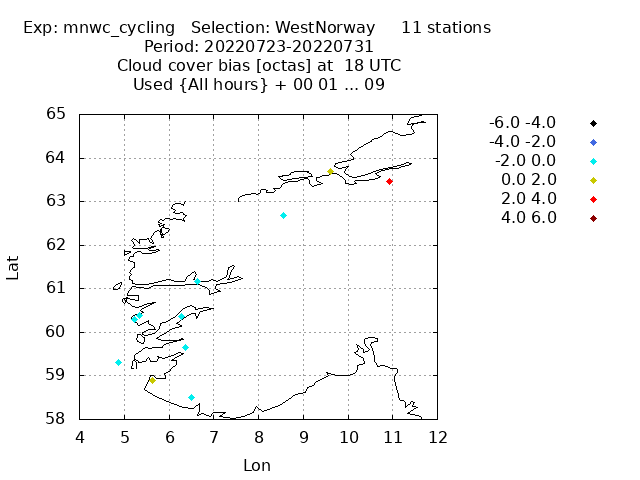 Exp: mnwc_cycling   Selection: WestNorway     11 stations
Period: 20220723-20220731
Cloud cover bias [octas] at  18 UTC
Used {All hours} + 00 01 ... 09
65
64
63
62
61
60
59
58
4 5 6 7 8 9 10 11 12
Lat
Lon
-6.0 -4.0
-4.0 -2.0
-2.0 0.0
0.0 2.0
2.0 4.0
4.0 6.0